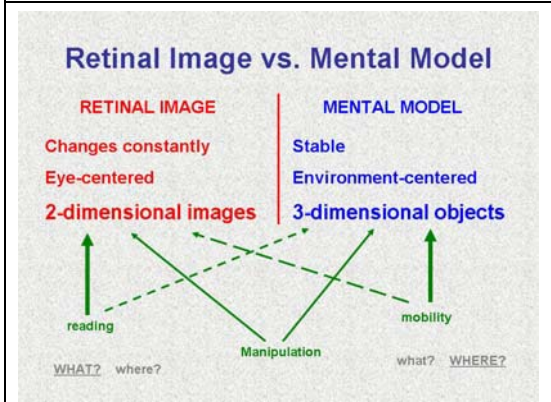 Retinal Image vs. Mental Model
RETINAL IMAGE
Changes constantly
Eye-centered
2-dimensional images
MENTAL MODEL
Stable
Environment-centered
3-dimensional objects
reading
Manipulation
mobility
WHAT? where?
what? WHERE?